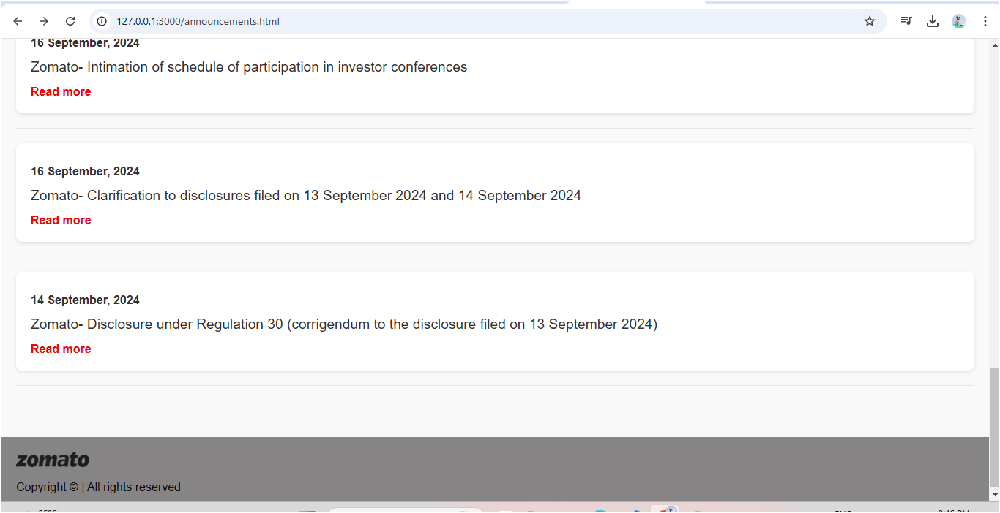 127.0.0.1:3000/announcements.html
16 September, 2024
Zomato- Intimation of schedule of participation in investor conferences
Read more
16 September, 2024
Zomato- Clarification to disclosures filed on 13 September 2024 and 14 September 2024
Read more
14 September, 2024
Zomato- Disclosure under Regulation 30 (corrigendum to the disclosure filed on 13 September 2024)
Read more
zomato
Copyright © | All rights reserved